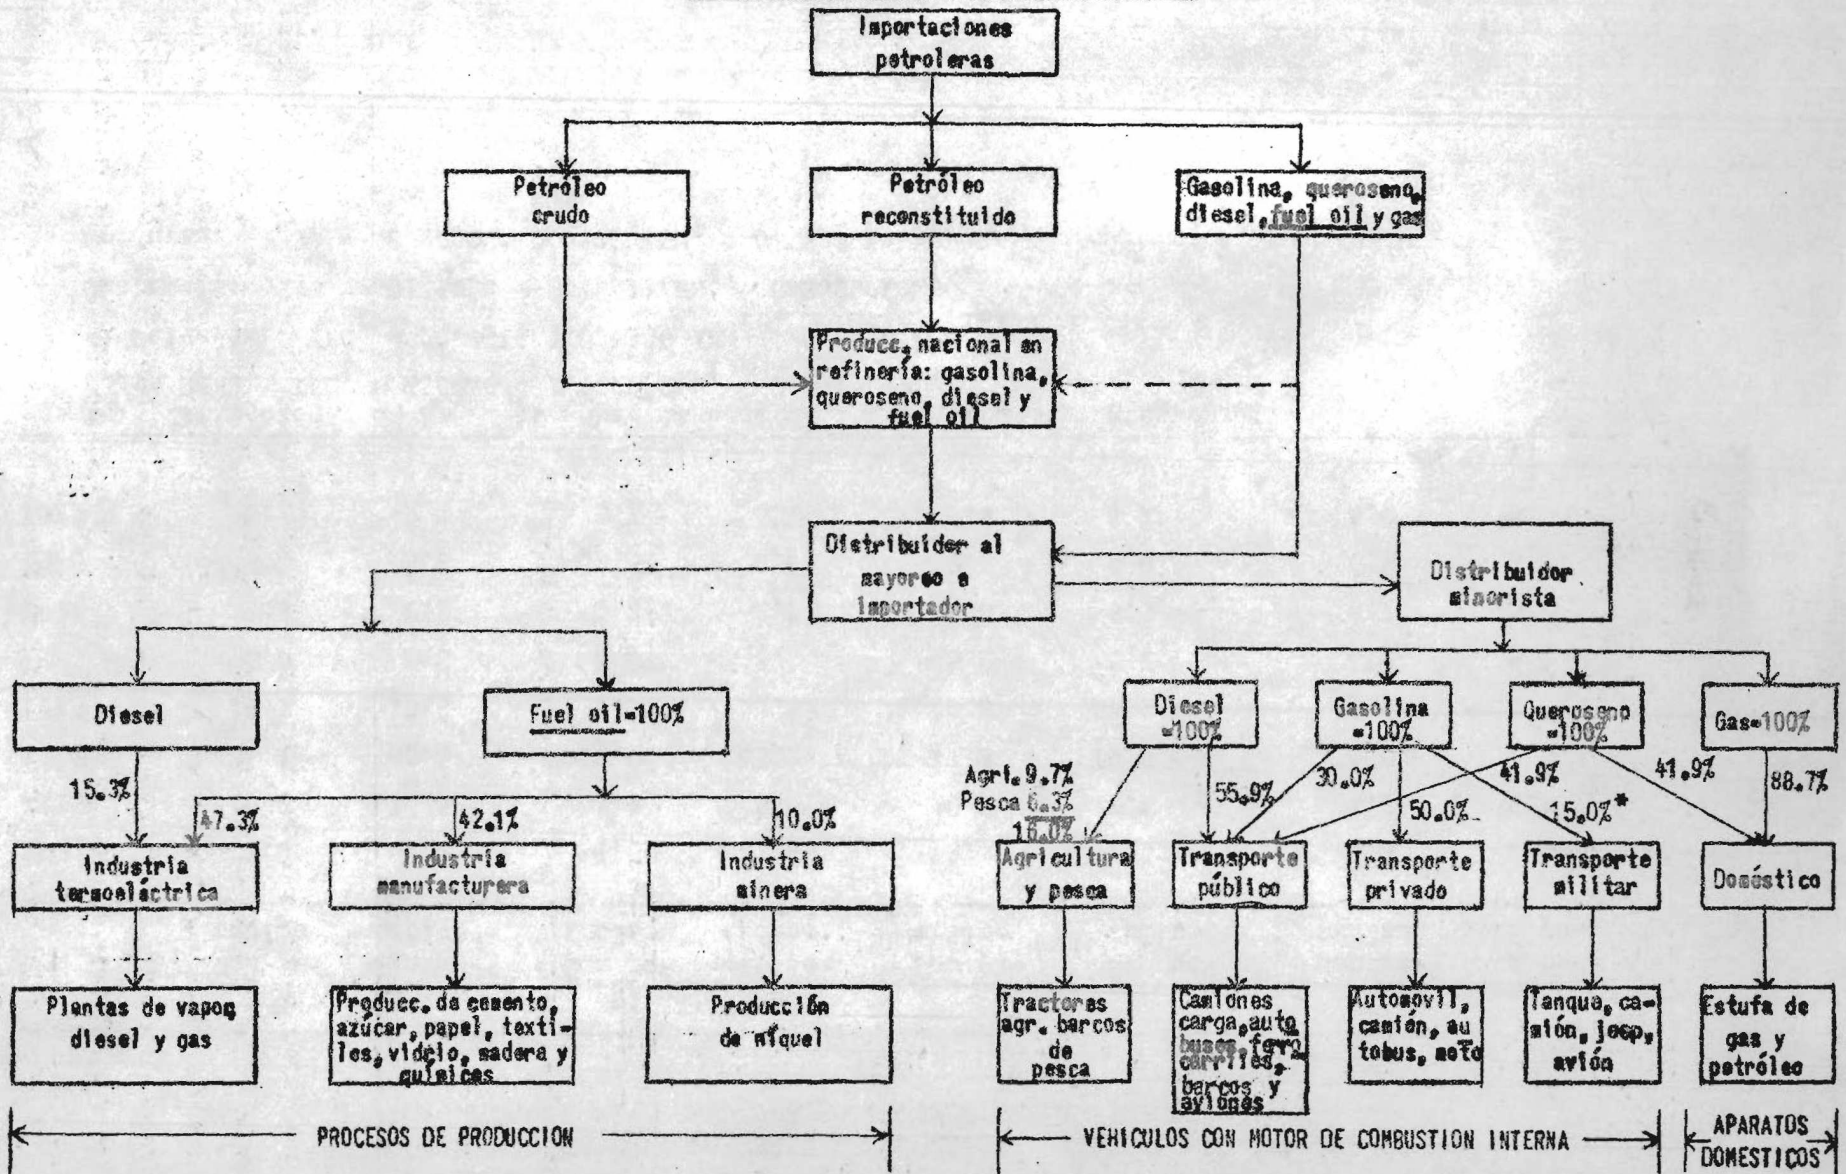 Importaciones
petroleras
Petróleo
crudo
Petróleo
reconstituido
Gasolina, queroseno,
diesel, fuel oil y gas
Producc. nacional en
refinería: gasolina,
queroseno, diesel y
fuel oil
Distribuidor al
mayoreo e
importador
Distribuidor
minorista
Diesel
Fuel oil=100%
Diesel
=100%
Gasolina
=100%
Queroseno
=100%
Gas=100%
15.3%
47.3%
42.1%
10.0%
Agri. 9.7%
Pesca 6.3%
16.0%
55.9%
30.0%
50.0%
41.9%
15.0%*
41.9%
88.7%
Industria
termoeléctrica
Industria
manufacturera
Industria
minera
Agricultura
y pesca
Transporte
público
Transporte
privado
Transporte
militar
Doméstico
Plantas de vapor,
diesel y gas
Producc. de cemento,
azúcar, papel, texti-
les, vidrio, madera y
químicas
Producción
de níquel
Tractores
agr. barcos
de
pesca
Camiones
carga, auto
buses, ferro
carriles,
barcos y
aviones
Automovil,
camión, au
tobus, moto
Tanque, ca-
mión, jeep,
avión
Estufa de
gas y
petróleo
PROCESOS DE PRODUCCION
VEHICULOS CON MOTOR DE COMBUSTION INTERNA
APARATOS
DOMESTICOS